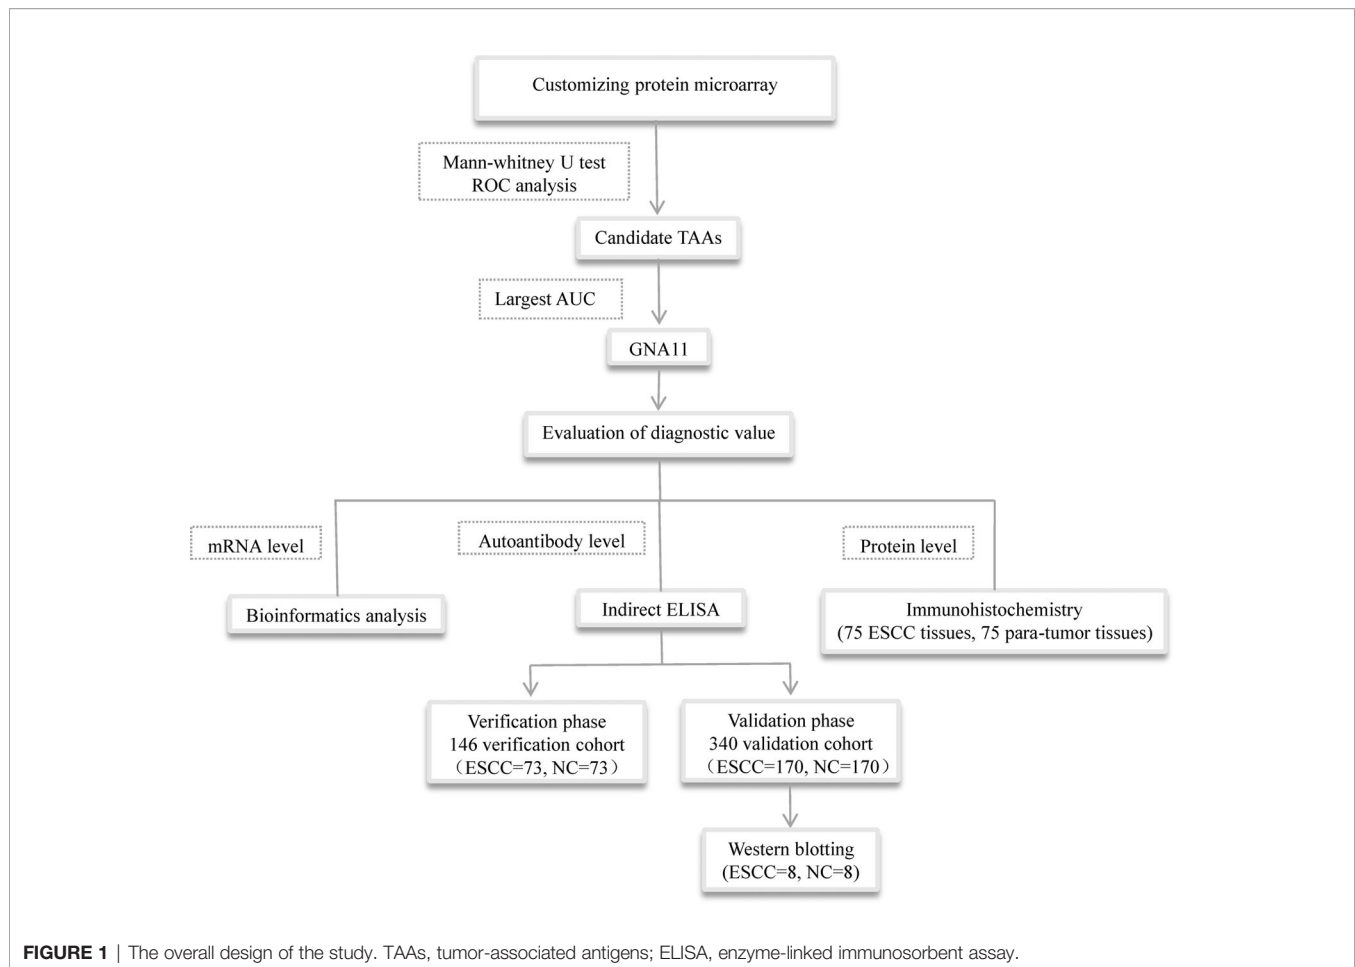 Customizing protein microarray
Mann-whitney U test
ROC analysis
Candidate TAAs
Largest AUC
GNA11
Evaluation of diagnostic value
mRNA level
Autoantibody level
Protein level
Bioinformatics analysis
Indirect ELISA
Immunohistochemistry
(75 ESCC tissues, 75 para-tumor tissues)
Verification phase
146 verification cohort
（ESCC=73, NC=73）
Validation phase
340 validation cohort
（ESCC=170, NC=170）
Western blotting
(ESCC=8, NC=8)
FIGURE 1 | The overall design of the study. TAAs, tumor-associated antigens; ELISA, enzyme-linked immunosorbent assay.